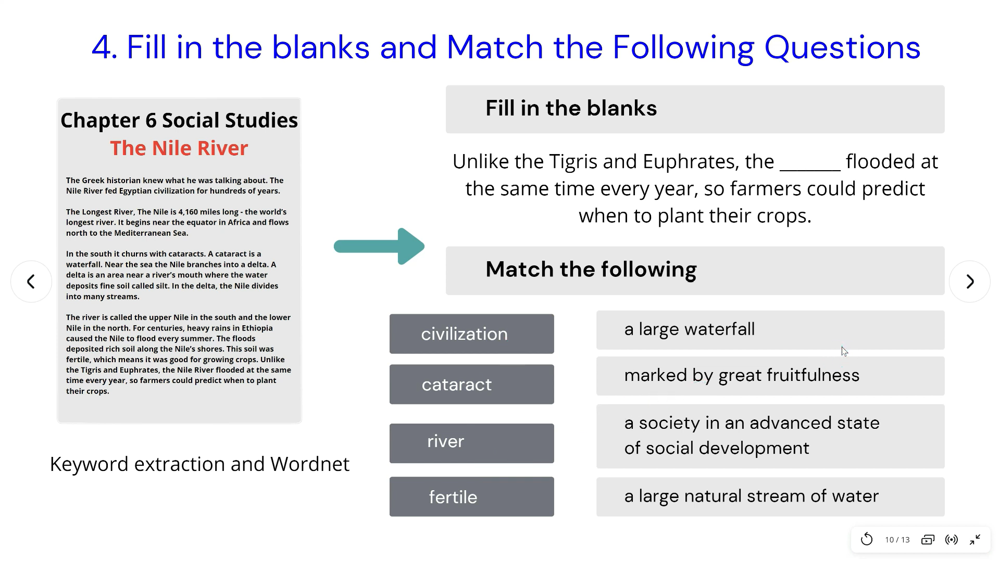 4. Fill in the blanks and Match the Following Questions
Chapter 6 Social Studies
The Nile River
The Greek historian knew what he was talking about. The
Nile River fed Egyptian civilization for hundreds of years.
The Longest River, The Nile is 4,160 miles long - the world's
longest river. It begins near the equator in Africa and flows
north to the Mediterranean Sea.
In the south it churns with cataracts. A cataract is a
waterfall. Near the sea the Nile branches into a delta. A
delta is an area near a river's mouth where the water
deposits fine soil called silt. In the delta, the Nile divides
into many streams.
The river is called the upper Nile in the south and the lower
Nile in the north. For centuries, heavy rains in Ethiopia
caused the Nile to flood every summer. The floods
deposited rich soil along the Nile's shores. This soil was
fertile, which means it was good for growing crops. Unlike
the Tigris and Euphrates, the Nile River flooded at the same
time every year, so farmers could predict when to plant
their crops.
Keyword extraction and Wordnet
Fill in the blanks
Unlike the Tigris and Euphrates, the ______ flooded at
the same time every year, so farmers could predict
when to plant their crops.
Match the following
civilization
cataract
river
fertile
a large waterfall
marked by great fruitfulness
a society in an advanced state
of social development
a large natural stream of water
10 / 13